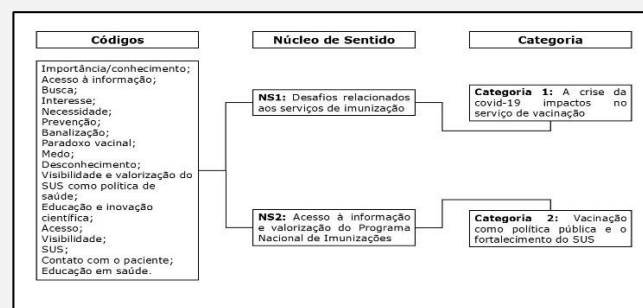 Códigos
Núcleo de Sentido
Categoria
Importância/conhecimento;
Acesso à informação;
Busca;
Interesse;
Necessidade;
Prevenção;
Banalização;
Paradoxo vacinal;
Medo;
Desconhecimento;
Visibilidade e valorização do
SUS como política de
saúde;
Educação e inovação
científica;
Acesso;
Visibilidade;
SUS;
Contato com o paciente;
Educação em saúde.
NS1: Desafios relacionados
aos serviços de imunização
NS2: Acesso à informação
e valorização do Programa
Nacional de Imunizações
Categoria 1: A crise da
covid-19 impactos no
serviço de vacinação
Categoria 2: Vacinação
como política pública e o
fortalecimento do SUS